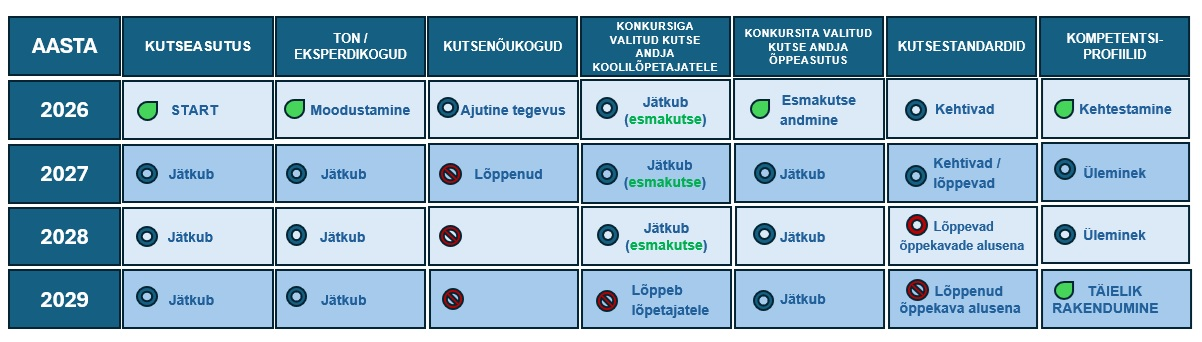 AASTA
KUTSEASUTUS
TON /
EKSPERDIKOGUD
KUTSENÕUKOGUD
KONKURSIGA
VALITUD KUTSE
ANDJA
KOOLILÕPETAJATELE
KONKURSITA VALITUD
KUTSE ANDJA
ÕPPEASUTUS
KUTSESTANDARDID
KOMPETENTSI-
PROFIILID
2026
START
Moodustamine
Ajutine tegevus
Jätkub
(esmakutse)
Esmakutse
andmine
Kehtivad
Kehtestamine
2027
Jätkub
Jätkub
Lõppenud
Jätkub
(esmakutse)
Jätkub
Kehtivad /
lõppevad
Üleminek
2028
Jätkub
Jätkub
Jätkub
(esmakutse)
Jätkub
Lõppevad
õppekavade alusena
Üleminek
2029
Jätkub
Jätkub
Lõppeb
lõpetajatele
Jätkub
Lõppenud
õppekava alusena
TÄIELIK
RAKENDUMINE